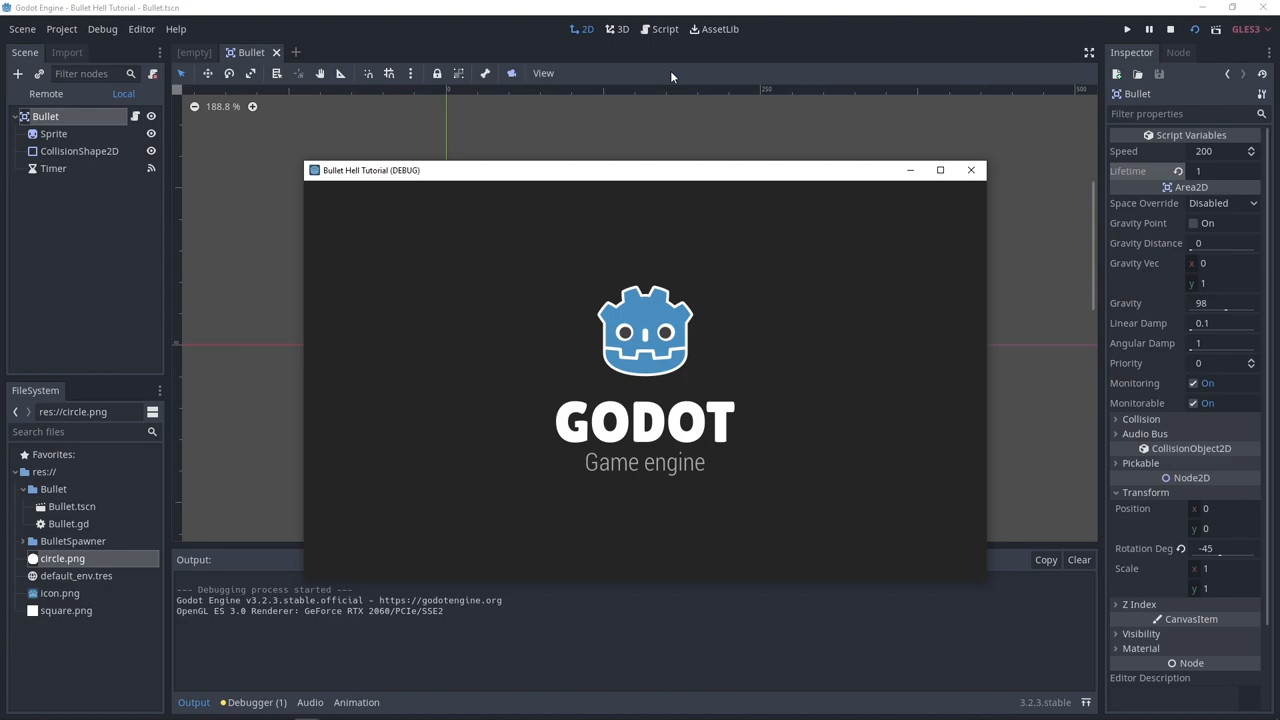 Godot Engine - Bullet Hell Tutorial - Bullet.tscn
Scene Project Debug Editor Help
2D 3D Script AssetLib
GLES3
Scene Import
[empty] Bullet
Inspector Node
Filter nodes
View
Remote Local
Bullet
Filter properties
188.8 %
0 250 500
Bullet
Sprite
CollisionShape2D
Timer
Script Variables
Speed 200
Lifetime 1
Area2D
Space Override Disabled
Gravity Point On
Gravity Distance 0
Gravity Vec x 0
y 1
Gravity 98
Linear Damp 0.1
Angular Damp 1
Priority 0
Monitoring On
Monitorable On
Collision
Audio Bus
CollisionObject2D
Pickable
Node2D
Transform
Position x 0
y 0
Rotation Deg -45
Scale x 1
y 1
Z Index
CanvasItem
Visibility
Material
Node
Editor Description
Bullet Hell Tutorial (DEBUG)
GODOT
Game engine
FileSystem
res://circle.png
Search files
Favorites:
res://
Bullet
Bullet.tscn
Bullet.gd
BulletSpawner
circle.png
default_env.tres
icon.png
square.png
Output: Copy Clear
--- Debugging process started ---
Godot Engine v3.2.3.stable.official - https://godotengine.org
OpenGL ES 3.0 Renderer: GeForce RTX 2060/PCIe/SSE2
Output Debugger (1) Audio Animation
3.2.3.stable